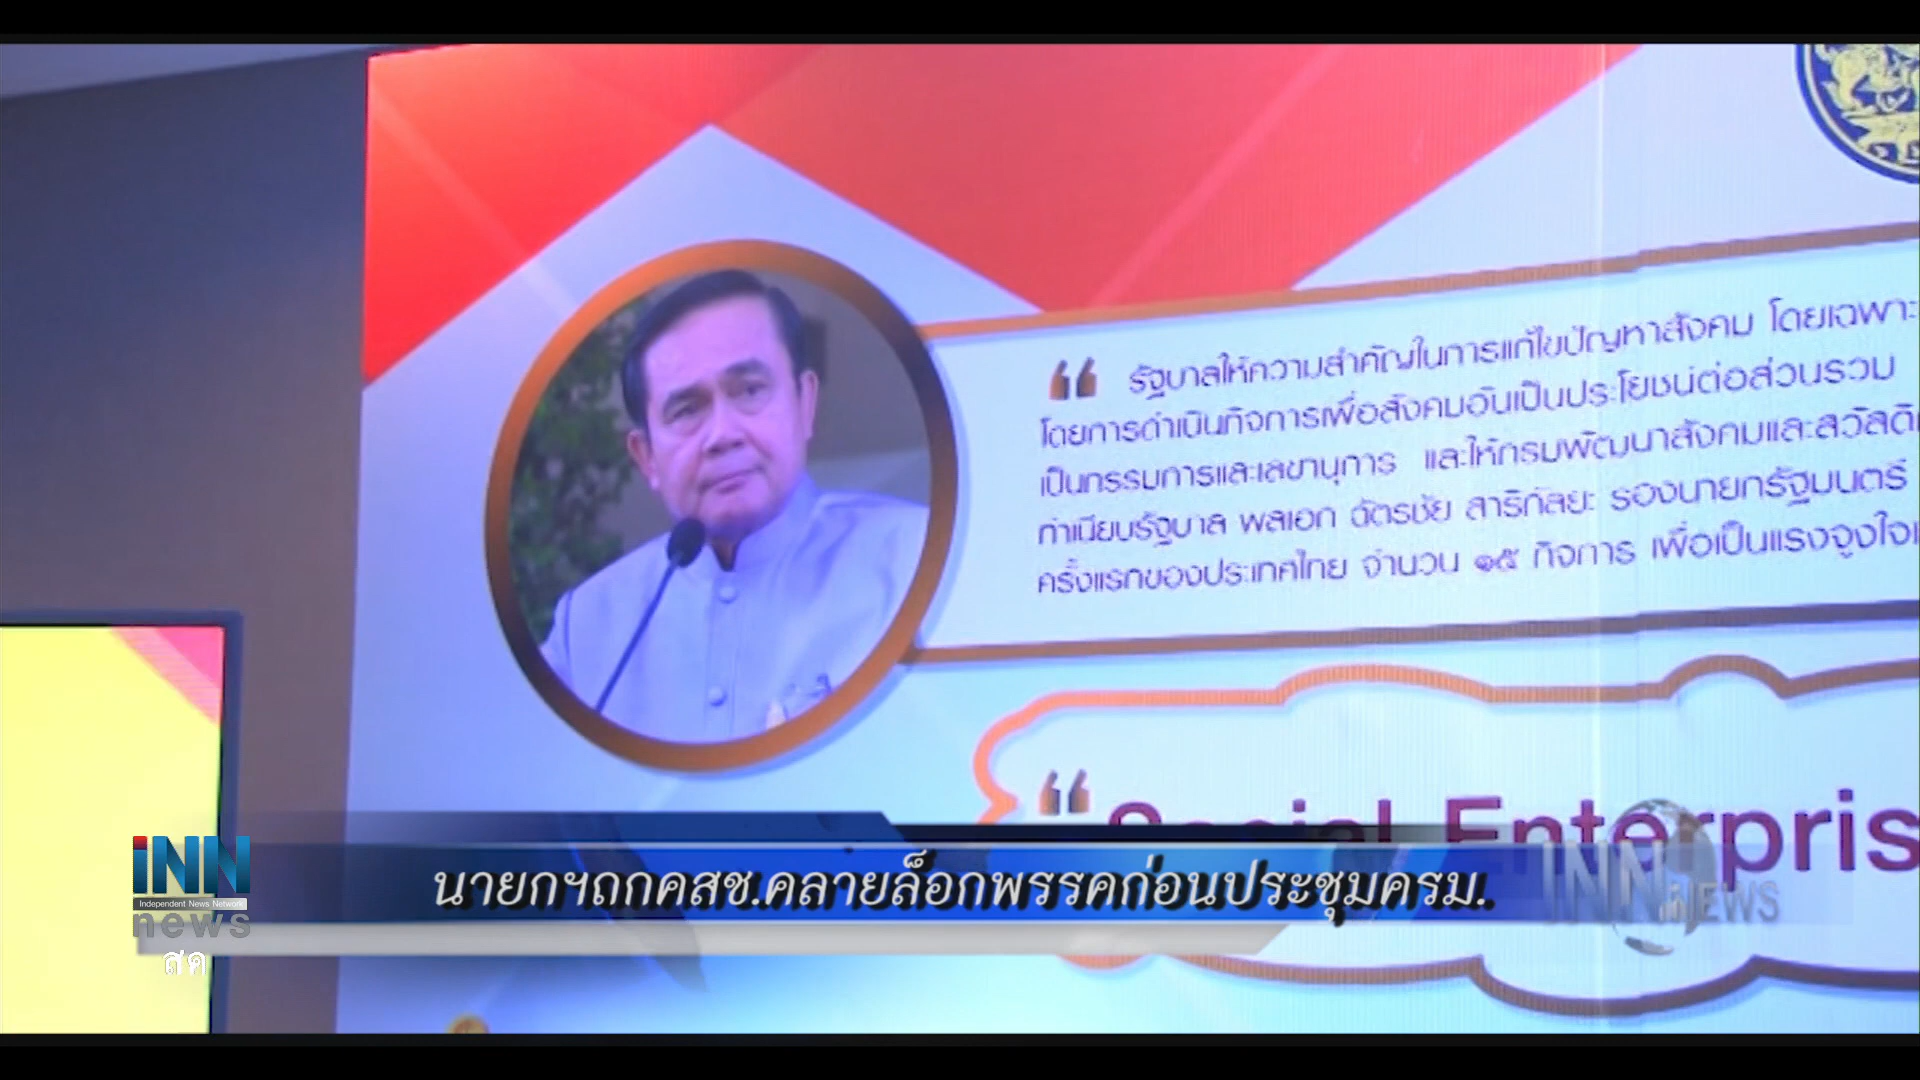 “ รัฐบาลให้ความสำคัญในการแก้ไขปัญหาสังคม โดยเฉพาะ
โดยการดำเนินกิจการเพื่อสังคมอันเป็นประโยชน์ต่อส่วนรวม
เป็นกรรมการและเลขานุการ และให้กรมพัฒนาสังคมและสวัสดิ
ทำเนียบรัฐบาล พลเอก ฉัตรชัย สาริกัลยะ รองนายกรัฐมนตรี
ครั้งแรกของประเทศไทย จำนวน ๑๕ กิจการ เพื่อเป็นแรงจูงใจ
“ Social Enterpris
นายกฯถกคสช.คลายล็อกพรรคก่อนประชุมครม.
iNN
Independent News Network
news
สค
INN NEWS